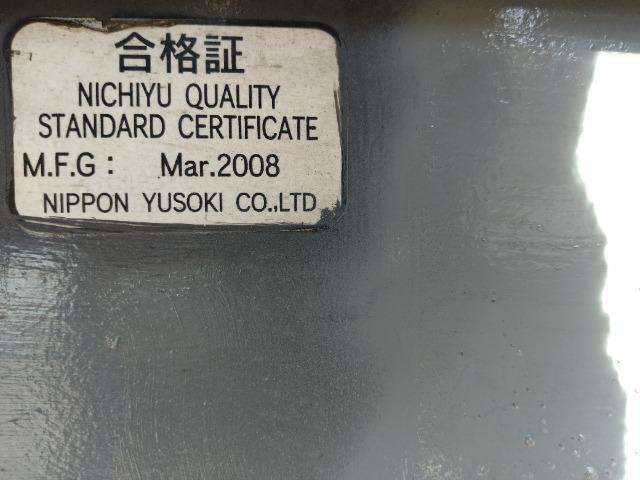 合格証
NICHIYU QUALITY
STANDARD CERTIFICATE
M.F.G : Mar.2008
NIPPON YUSOKI CO.,LTD